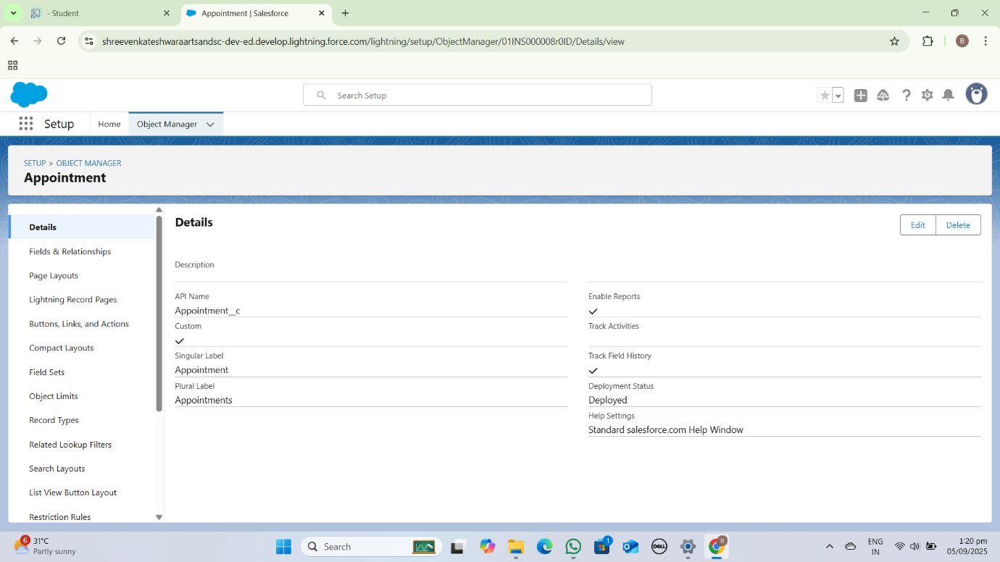 - Student
Appointment | Salesforce
shreevenkateshwaraartsandsc-dev-ed.develop.lightning.force.com/lightning/setup/ObjectManager/01INS000008r0ID/Details/view
B
Search Setup
Setup
Home
Object Manager
SETUP > OBJECT MANAGER
Appointment
Details
Fields & Relationships
Page Layouts
Lightning Record Pages
Buttons, Links, and Actions
Compact Layouts
Field Sets
Object Limits
Record Types
Related Lookup Filters
Search Layouts
List View Button Layout
Restriction Rules
Details
Edit
Delete
Description
API Name
Appointment__c
Custom
Singular Label
Appointment
Plural Label
Appointments
Enable Reports
Track Activities
Track Field History
Deployment Status
Deployed
Help Settings
Standard salesforce.com Help Window
6
31°C
Partly sunny
Search
1
DELL
B
ENG
IN
1:20 pm
05/09/2025